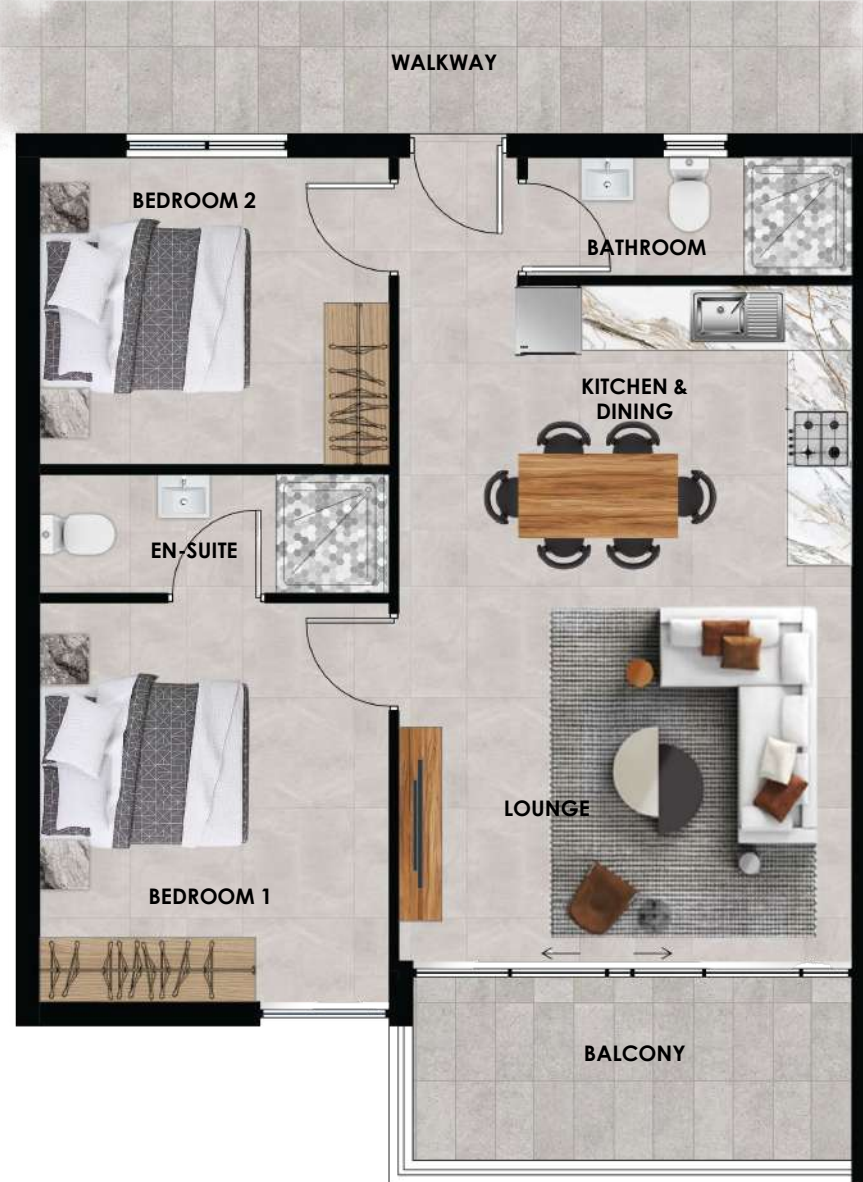 WALKWAY
BEDROOM 2
BATHROOM
KITCHEN &
DINING
EN-SUITE
LOUNGE
BEDROOM 1
BALCONY